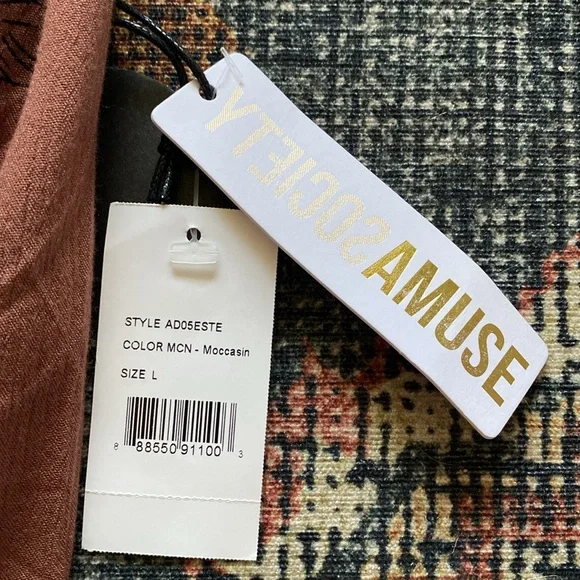 SOCIETY
AMUSE
STYLE AD05ESTE
COLOR MCN - Moccasin
SIZE L
8 88550 91100 3